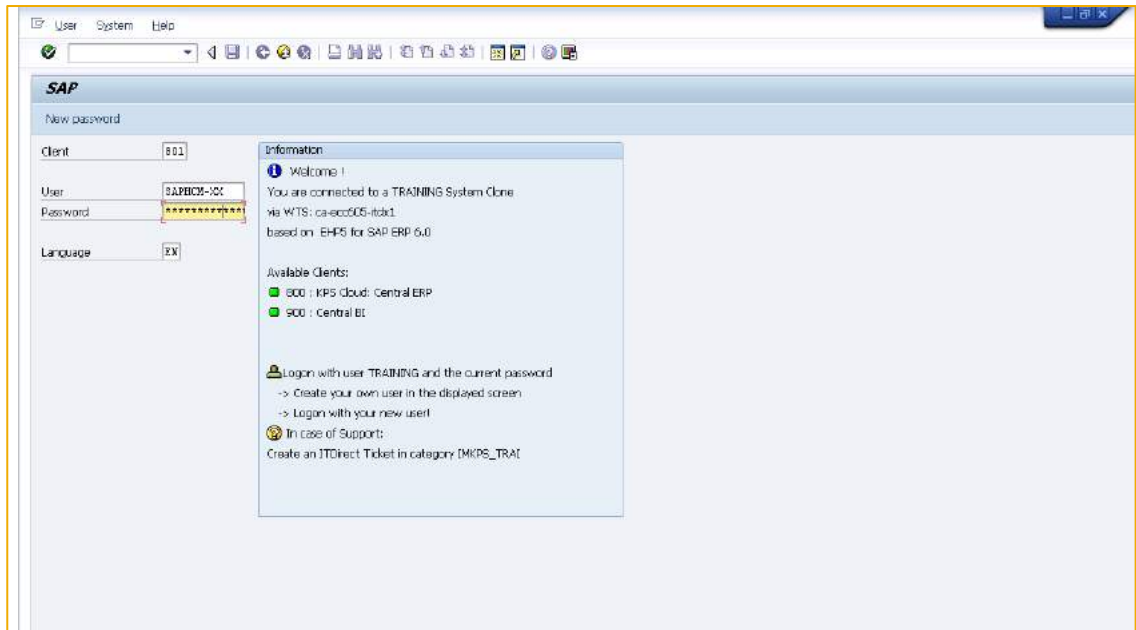 User System Help
SAP
New password
Client 801
User SAPHCM-XX
Password ************
Language EN
Information
Welcome !
You are connected to a TRAINING System Clone
via WTS: ca-ecc605-itdx1
based on EHP5 for SAP ERP 6.0
Available Clients:
800 : KPS Cloud: Central ERP
900 : Central BI
Logon with user TRAINING and the current password
-> Create your own user in the displayed screen
-> Logon with your new user!
In case of Support:
Create an ITDirect Ticket in category IMKPS_TRAI